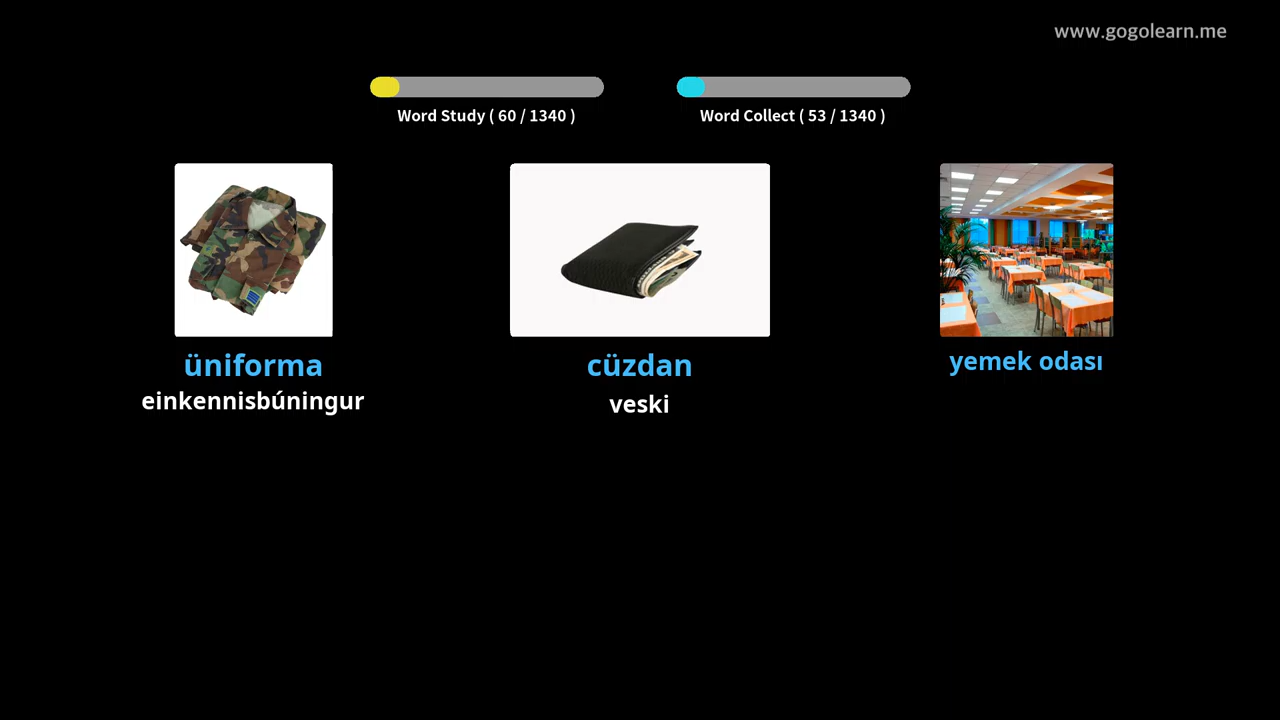 www.gogolearn.me
Word Study ( 60 / 1340 )
Word Collect ( 53 / 1340 )
üniforma
einkennisbúningur
cüzdan
veski
yemek odası